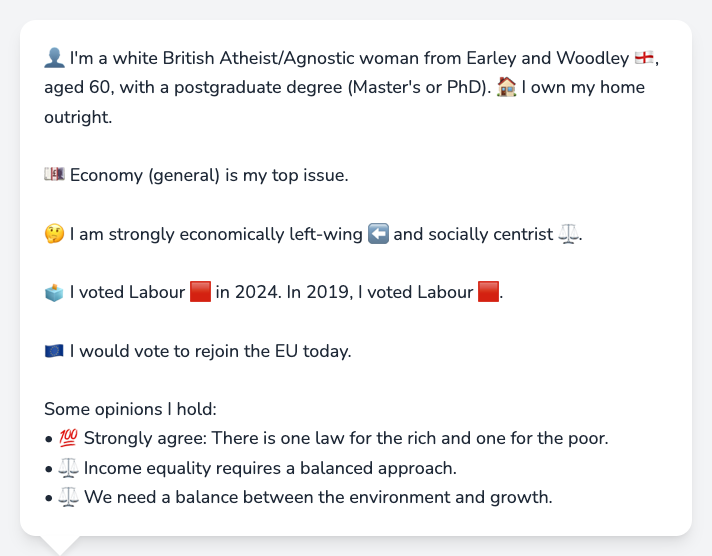 👤 I'm a white British Atheist/Agnostic woman from Earley and Woodley 🏴󠁧󠁢󠁥󠁮󠁧󠁿,
aged 60, with a postgraduate degree (Master's or PhD). 🏠 I own my home
outright.
💷 Economy (general) is my top issue.
🤔 I am strongly economically left-wing ⬅️ and socially centrist ⚖️.
🗳️ I voted Labour 🟥 in 2024. In 2019, I voted Labour 🟥.
🇪🇺 I would vote to rejoin the EU today.
Some opinions I hold:
• 💯 Strongly agree: There is one law for the rich and one for the poor.
• ⚖️ Income equality requires a balanced approach.
• ⚖️ We need a balance between the environment and growth.